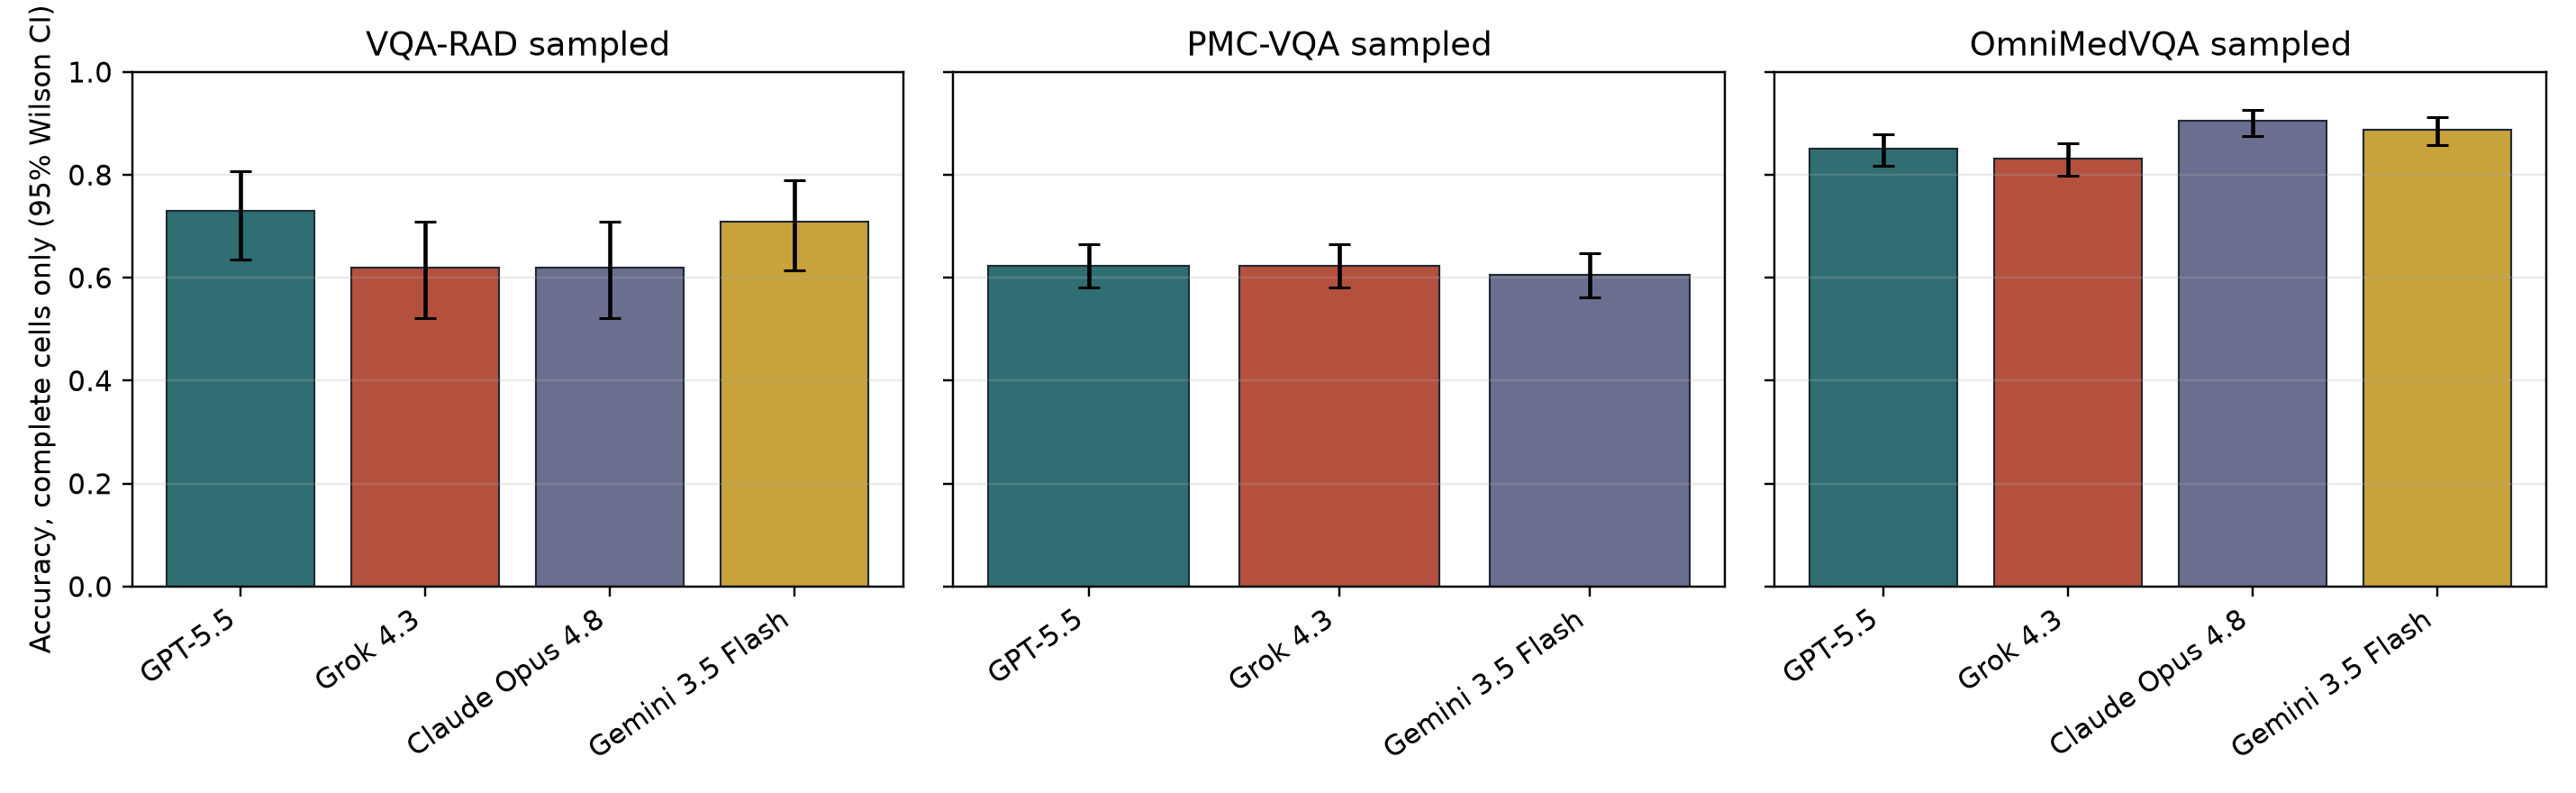 Accuracy, complete cells only (95% Wilson CI)
VQA-RAD sampled
1.0
0.8
0.6
0.4
0.2
0.0
GPT-5.5
Grok 4.3
Claude Opus 4.8
Gemini 3.5 Flash
PMC-VQA sampled
GPT-5.5
Grok 4.3
Gemini 3.5 Flash
OmniMedVQA sampled
GPT-5.5
Grok 4.3
Claude Opus 4.8
Gemini 3.5 Flash